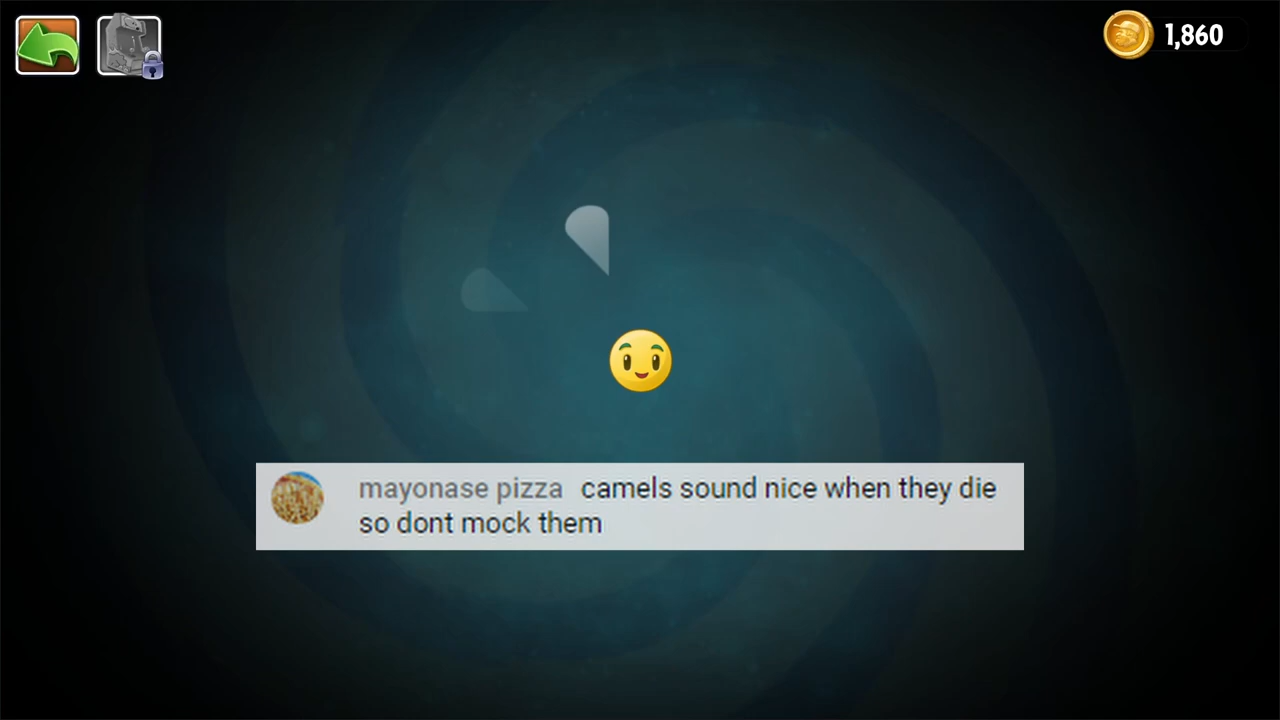 1,860
mayonase pizza camels sound nice when they die
so dont mock them